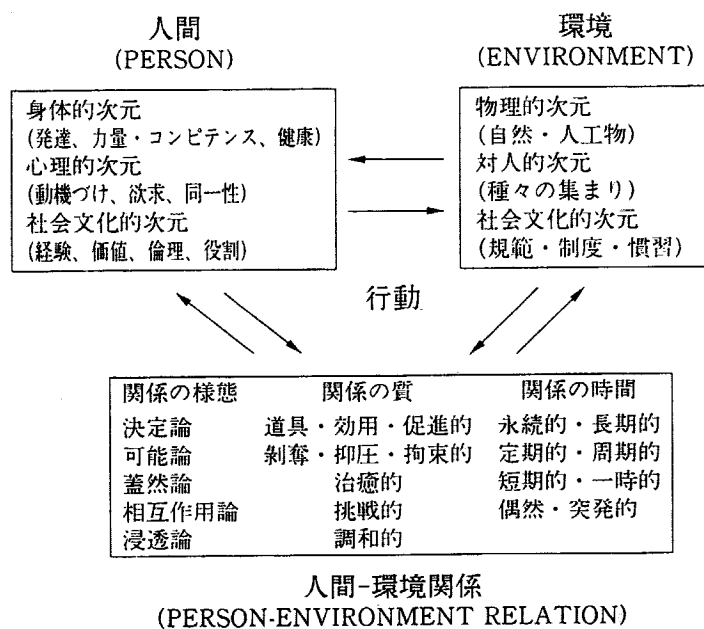 人間
(PERSON)
環境
(ENVIRONMENT)
身体的次元
(発達、力量・コンピテンス、健康)
心理的次元
(動機づけ、欲求、同一性)
社会文化的次元
(経験、価値、倫理、役割)
物理的次元
(自然・人工物)
対人的次元
(種々の集まり)
社会文化的次元
(規範・制度・慣習)
行動
関係の様態
決定論
可能論
蓋然論
相互作用論
浸透論
関係の質
道具・効用・促進的
剝奪・抑圧・拘束的
治癒的
挑戦的
調和的
関係の時間
永続的・長期的
定期的・周期的
短期的・一時的
偶然・突発的
人間-環境関係
(PERSON-ENVIRONMENT RELATION)